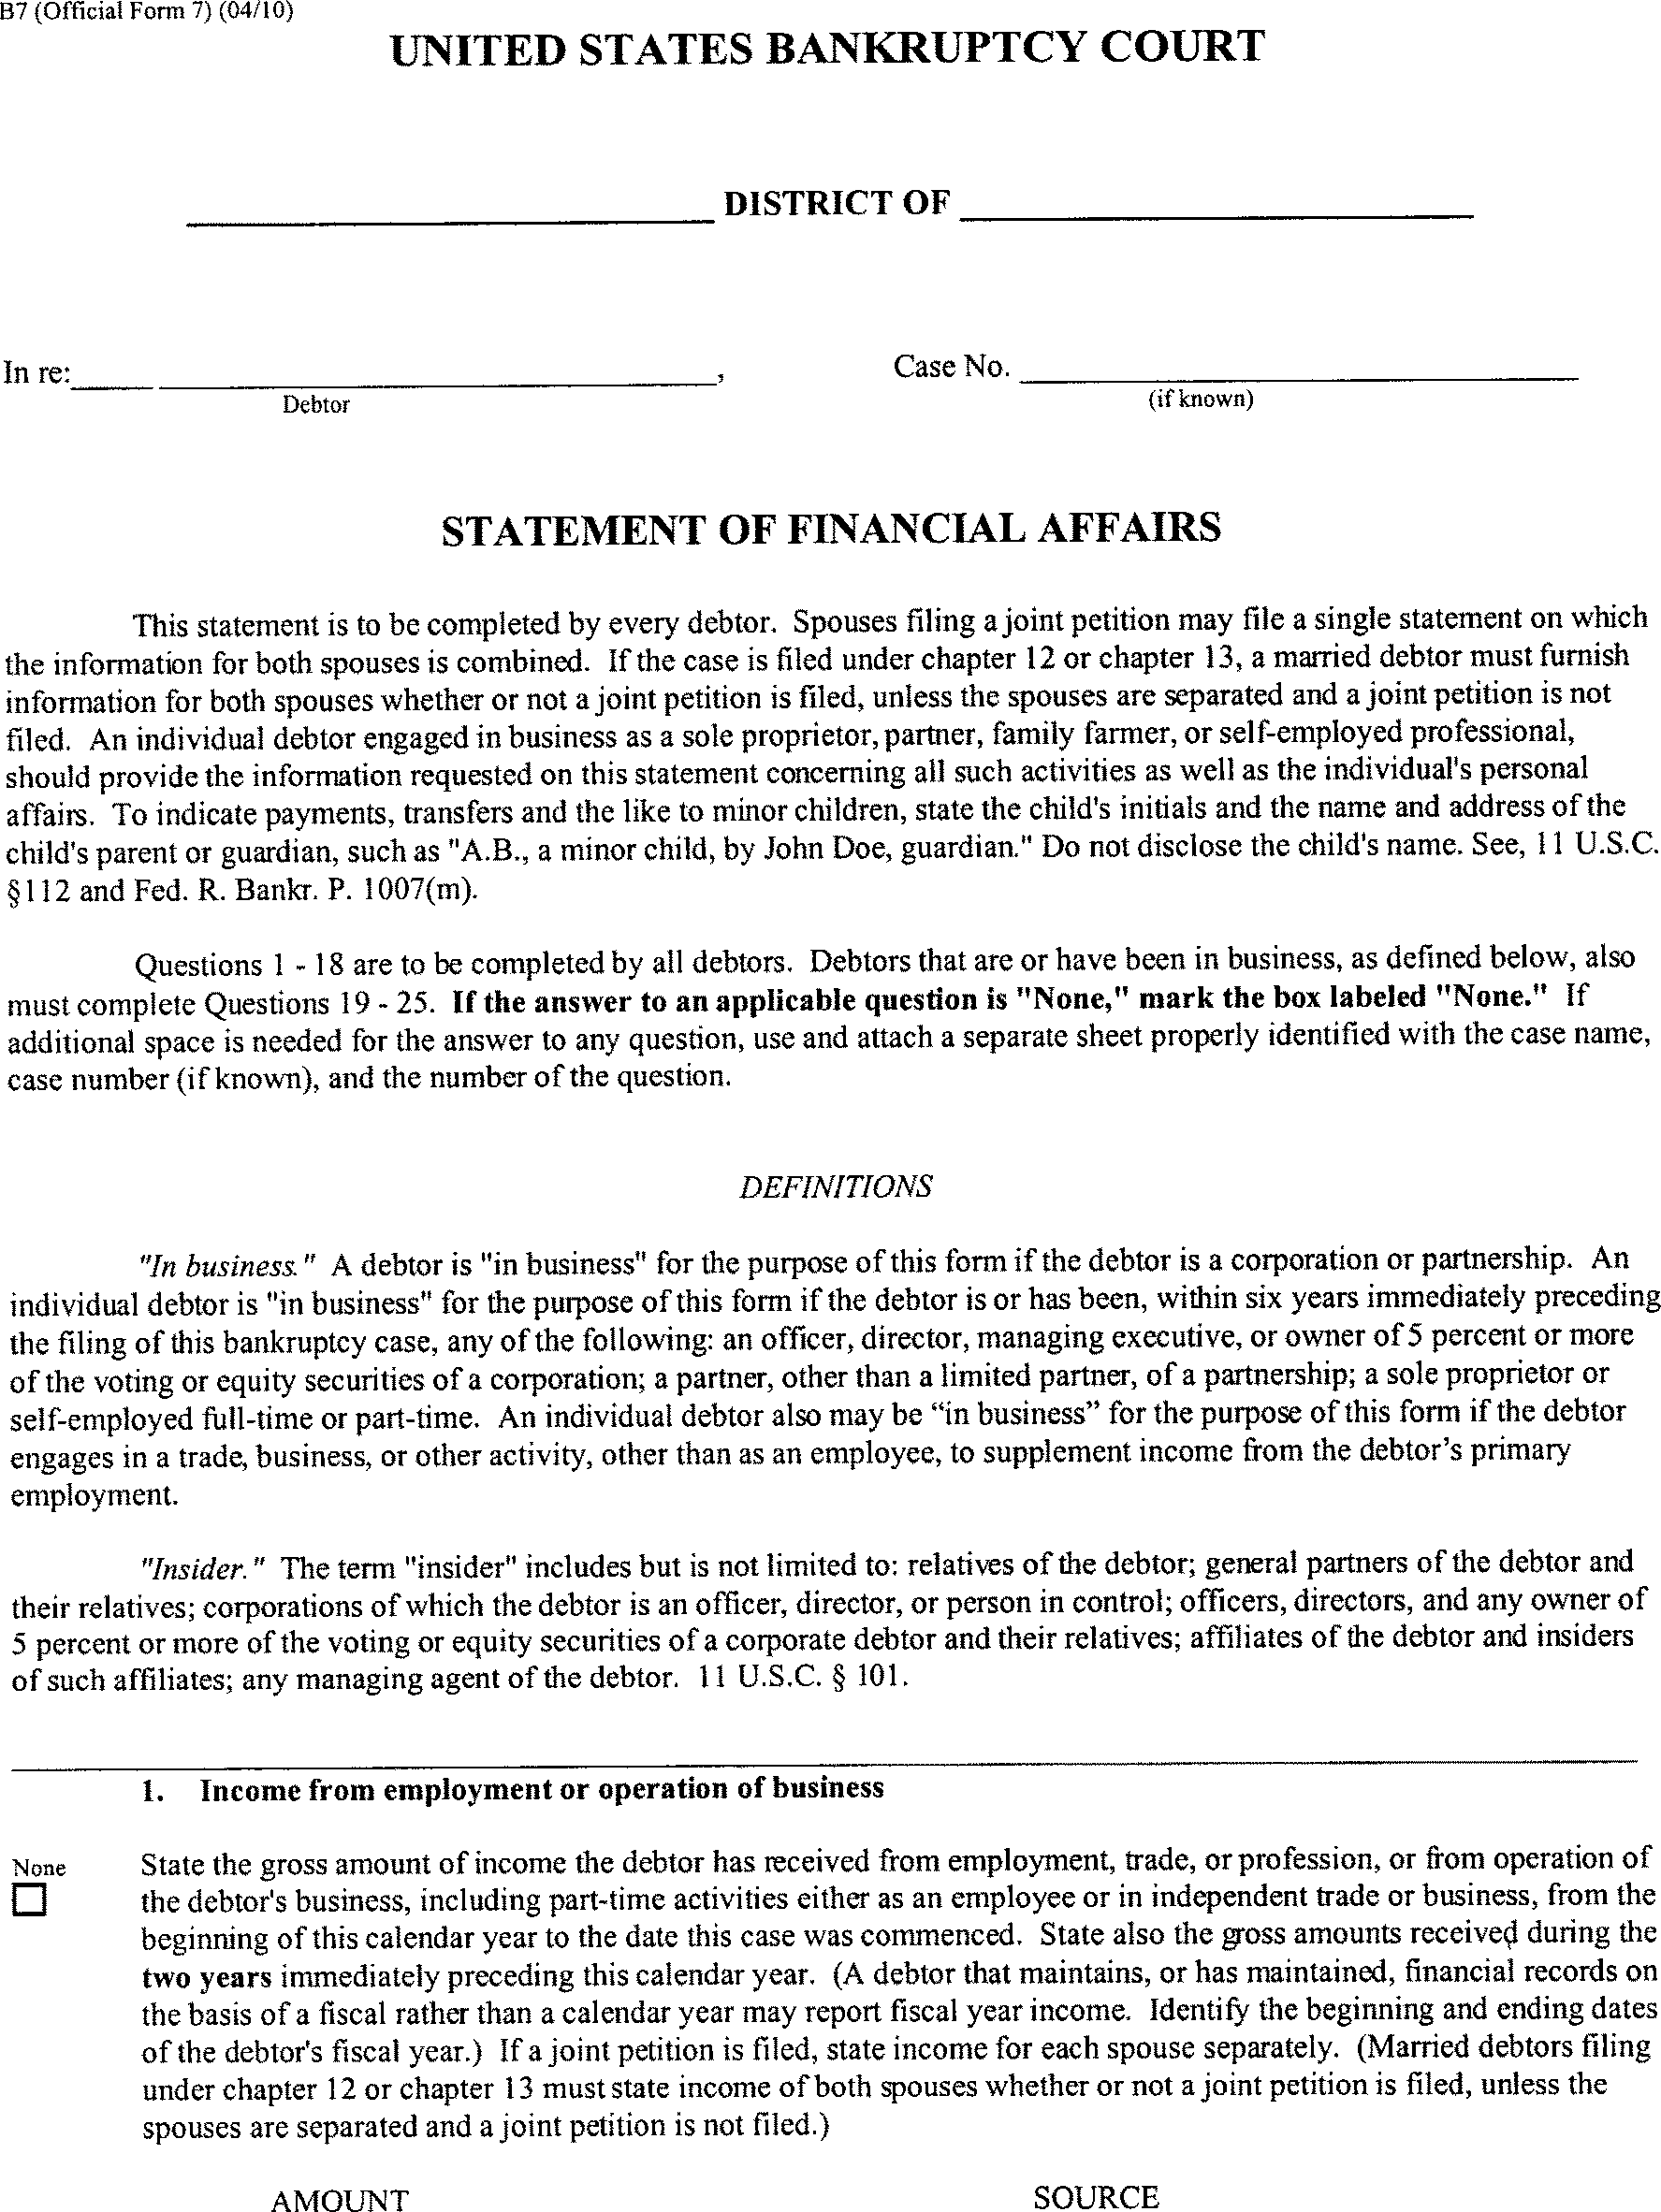 B7 (Official Form 7) (04/10)
UNITED STATES BANKRUPTCY COURT
DISTRICT OF
In re: , Case No.
Debtor (if known)
STATEMENT OF FINANCIAL AFFAIRS
This statement is to be completed by every debtor. Spouses filing a joint petition may file a single statement on which
the information for both spouses is combined. If the case is filed under chapter 12 or chapter 13, a married debtor must furnish
information for both spouses whether or not a joint petition is filed, unless the spouses are separated and a joint petition is not
filed. An individual debtor engaged in business as a sole proprietor, partner, family farmer, or self-employed professional,
should provide the information requested on this statement concerning all such activities as well as the individual's personal
affairs. To indicate payments, transfers and the like to minor children, state the child's initials and the name and address of the
child's parent or guardian, such as "A.B., a minor child, by John Doe, guardian." Do not disclose the child's name. See, 11 U.S.C.
§112 and Fed. R. Bankr. P. 1007(m).
Questions 1 - 18 are to be completed by all debtors. Debtors that are or have been in business, as defined below, also
must complete Questions 19 - 25. If the answer to an applicable question is "None," mark the box labeled "None." If
additional space is needed for the answer to any question, use and attach a separate sheet properly identified with the case name,
case number (if known), and the number of the question.
DEFINITIONS
"In business." A debtor is "in business" for the purpose of this form if the debtor is a corporation or partnership. An
individual debtor is "in business" for the purpose of this form if the debtor is or has been, within six years immediately preceding
the filing of this bankruptcy case, any of the following: an officer, director, managing executive, or owner of 5 percent or more
of the voting or equity securities of a corporation; a partner, other than a limited partner, of a partnership; a sole proprietor or
self-employed full-time or part-time. An individual debtor also may be “in business” for the purpose of this form if the debtor
engages in a trade, business, or other activity, other than as an employee, to supplement income from the debtor’s primary
employment.
"Insider." The term "insider" includes but is not limited to: relatives of the debtor; general partners of the debtor and
their relatives; corporations of which the debtor is an officer, director, or person in control; officers, directors, and any owner of
5 percent or more of the voting or equity securities of a corporate debtor and their relatives; affiliates of the debtor and insiders
of such affiliates; any managing agent of the debtor. 11 U.S.C. § 101.
1. Income from employment or operation of business
None State the gross amount of income the debtor has received from employment, trade, or profession, or from operation of
the debtor's business, including part-time activities either as an employee or in independent trade or business, from the
beginning of this calendar year to the date this case was commenced. State also the gross amounts received during the
two years immediately preceding this calendar year. (A debtor that maintains, or has maintained, financial records on
the basis of a fiscal rather than a calendar year may report fiscal year income. Identify the beginning and ending dates
of the debtor's fiscal year.) If a joint petition is filed, state income for each spouse separately. (Married debtors filing
under chapter 12 or chapter 13 must state income of both spouses whether or not a joint petition is filed, unless the
spouses are separated and a joint petition is not filed.)
AMOUNT SOURCE